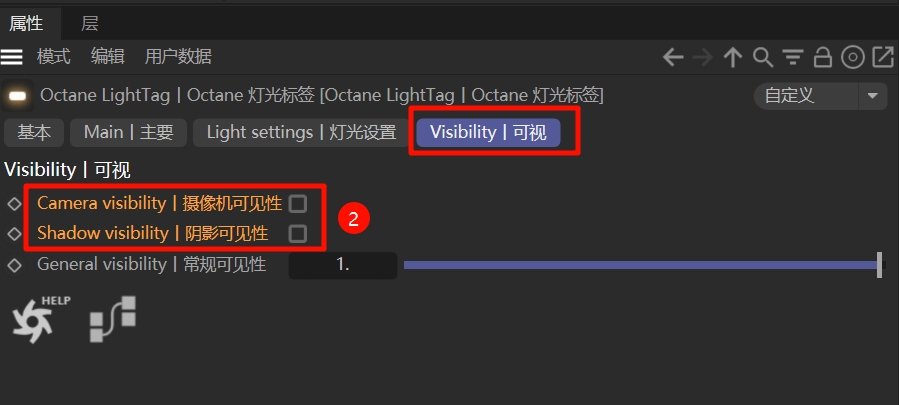 属性 层
模式 编辑 用户数据
Octane LightTag | Octane 灯光标签 [Octane LightTag | Octane 灯光标签] 自定义
基本 Main | 主要 Light settings | 灯光设置 Visibility | 可视
Visibility | 可视
Camera visibility | 摄像机可见性
2
Shadow visibility | 阴影可见性
General visibility | 常规可见性 1.
HELP